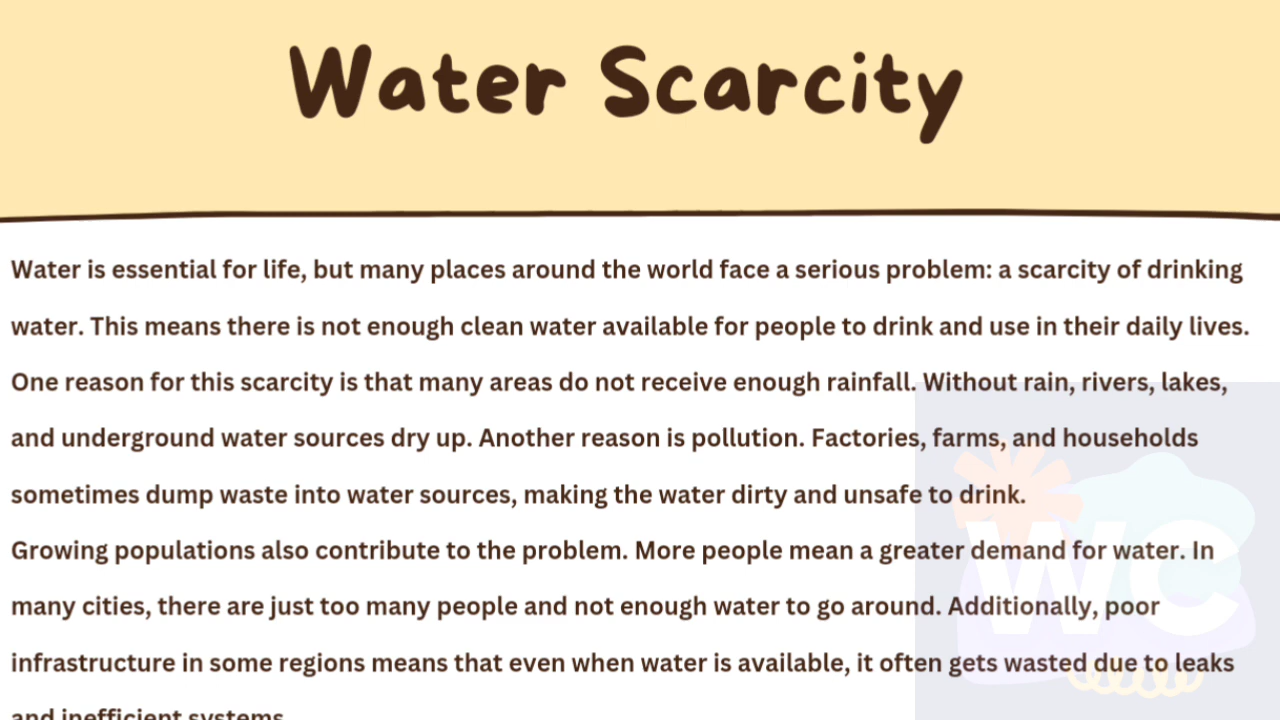 Water Scarcity
Water is essential for life, but many places around the world face a serious problem: a scarcity of drinking
water. This means there is not enough clean water available for people to drink and use in their daily lives.
One reason for this scarcity is that many areas do not receive enough rainfall. Without rain, rivers, lakes,
and underground water sources dry up. Another reason is pollution. Factories, farms, and households
sometimes dump waste into water sources, making the water dirty and unsafe to drink.
Growing populations also contribute to the problem. More people mean a greater demand for water. In
many cities, there are just too many people and not enough water to go around. Additionally, poor
infrastructure in some regions means that even when water is available, it often gets wasted due to leaks
and inefficient systems.
WC